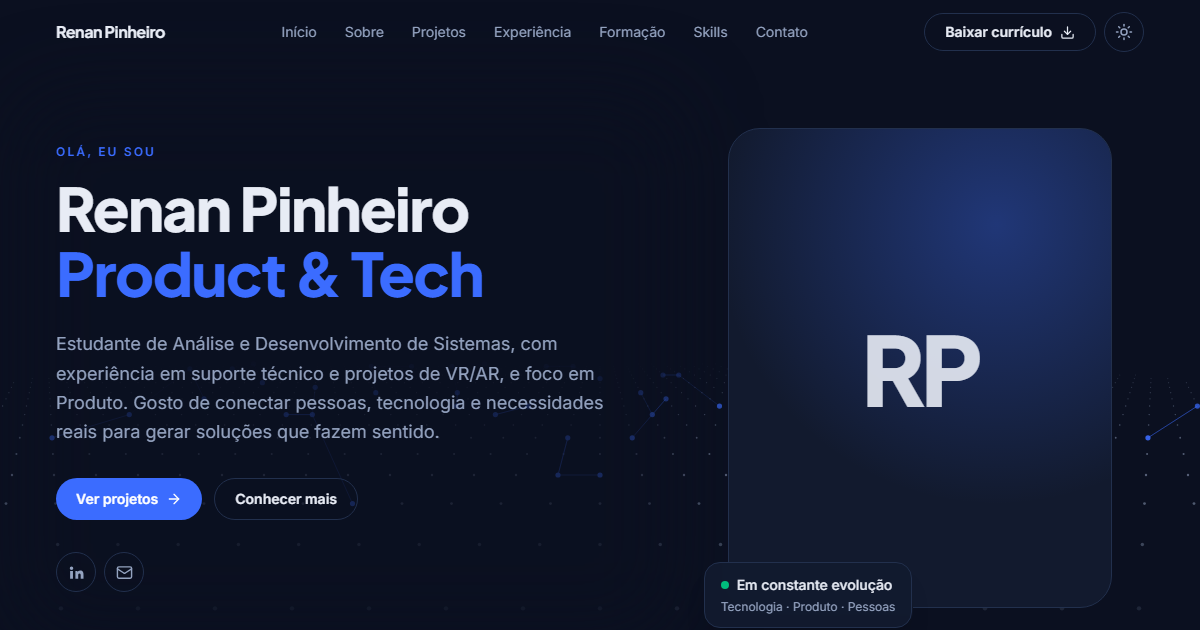 Renan Pinheiro
Início Sobre Projetos Experiência Formação Skills Contato
Baixar currículo
OLÁ, EU SOU
Renan Pinheiro
Product & Tech
Estudante de Análise e Desenvolvimento de Sistemas, com
experiência em suporte técnico e projetos de VR/AR, e foco em
Produto. Gosto de conectar pessoas, tecnologia e necessidades
reais para gerar soluções que fazem sentido.
Ver projetos
Conhecer mais
in
RP
Em constante evolução
Tecnologia · Produto · Pessoas